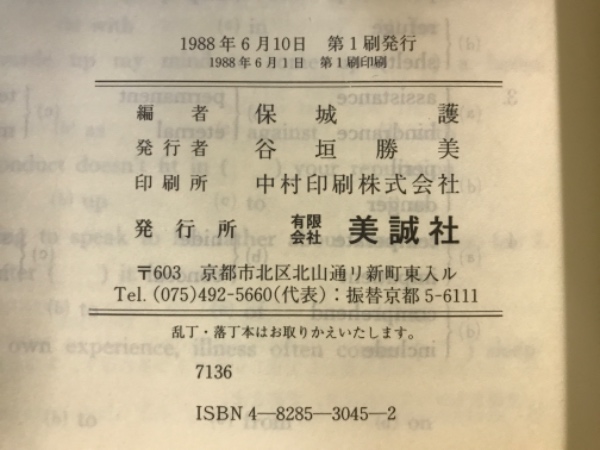 1988年6月10日 第1刷発行
1988年6月1日 第1刷印刷
編者 保城 護
発行者 谷垣勝美
印刷所 中村印刷株式会社
発行所 有限会社 美誠社
〒603 京都市北区北山通リ新町東入ル
Tel. (075)492-5660(代表)：振替京都5-6111
乱丁・落丁本はお取りかえいたします。
7136
ISBN4—8285—3045—2